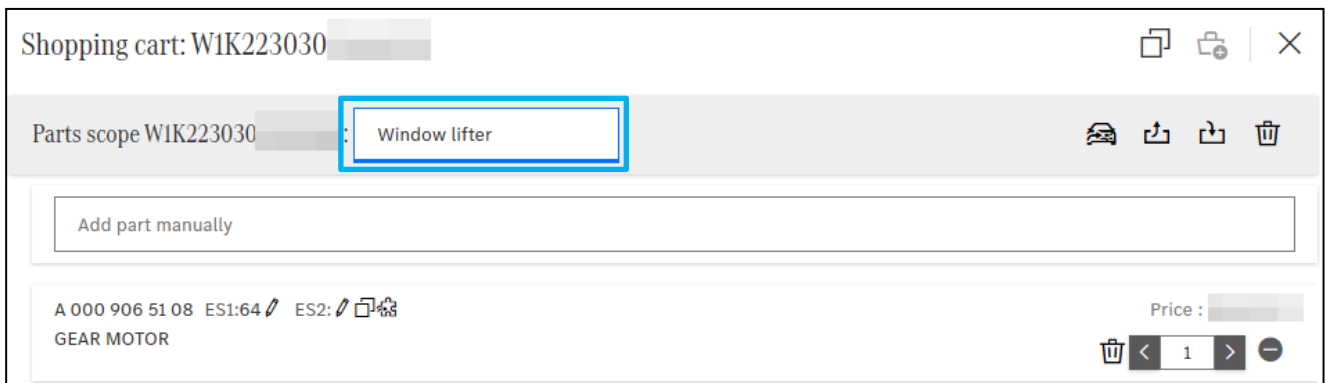 Shopping cart: W1K223030
Parts scope W1K223030 : Window lifter
Add part manually
A 000 906 51 08 ES1:64 ES2:
Price :
GEAR MOTOR
1